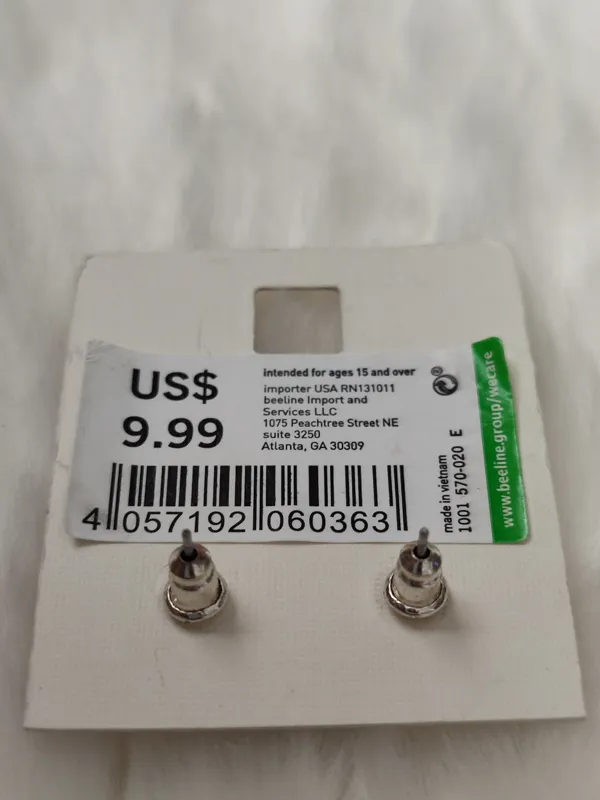 US$
9.99
intended for ages 15 and over
importer USA RN131011
beeline Import and
Services LLC
1075 Peachtree Street NE
suite 3250
Atlanta, GA 30309
4 057192 060363
made in vietnam
1001 570-020 E
www.beeline.group/wecare